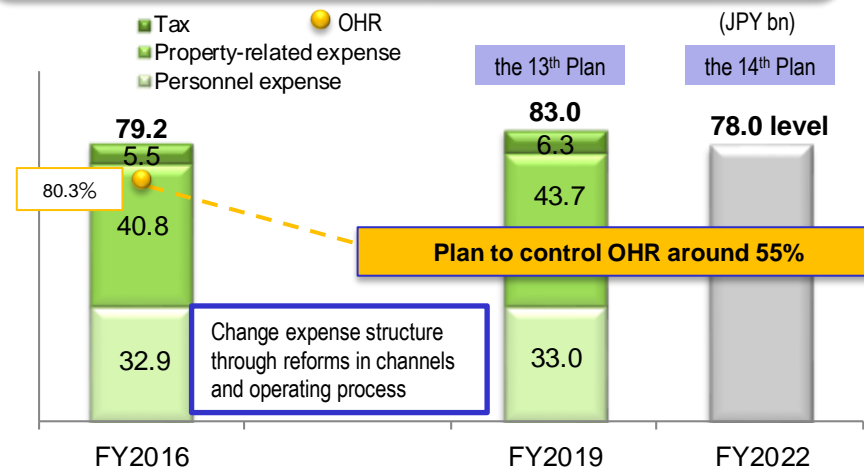 Tax
OHR
Property-related expense
Personnel expense
(JPY bn)
the 13th Plan
the 14th Plan
79.2
83.0
78.0 level
5.5
6.3
80.3%
40.8
43.7
Plan to control OHR around 55%
Change expense structure
through reforms in channels
and operating process
32.9
33.0
FY2016
FY2019
FY2022